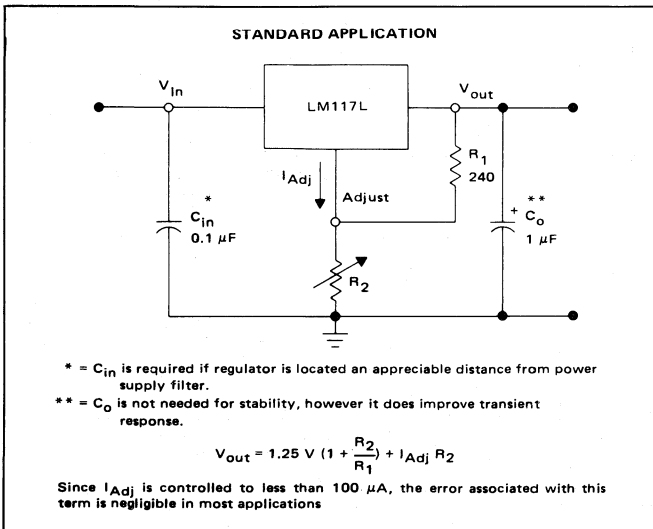 STANDARD APPLICATION
V_In
LM117L
V_out
I_Adj
Adjust
R_1
240
*
C_in
0.1 μF
**
+ C_o
1 μF
R_2
* = C_in is required if regulator is located an appreciable distance from power
supply filter.
** = C_o is not needed for stability, however it does improve transient
response.
V_out = 1.25 V (1 + R_2/R_1) + I_Adj R_2
Since I_Adj is controlled to less than 100 μA, the error associated with this
term is negligible in most applications